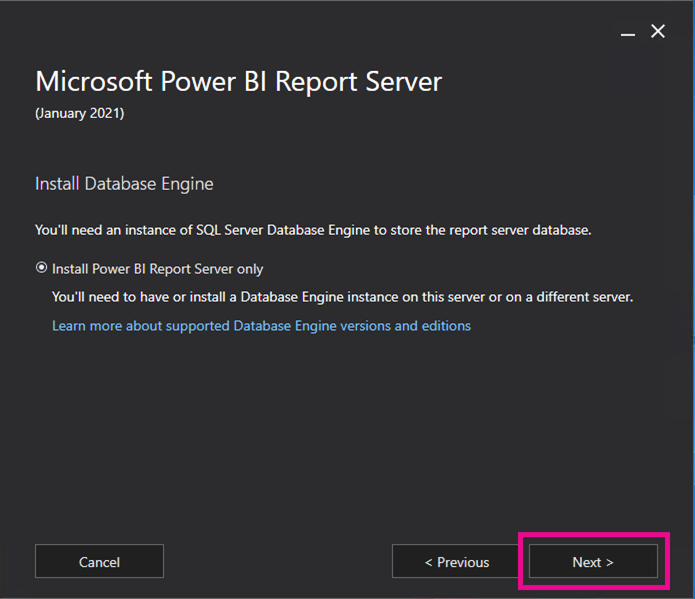 Microsoft Power BI Report Server
(January 2021)
Install Database Engine
You'll need an instance of SQL Server Database Engine to store the report server database.
Install Power BI Report Server only
You'll need to have or install a Database Engine instance on this server or on a different server.
Learn more about supported Database Engine versions and editions
Cancel
< Previous
Next >